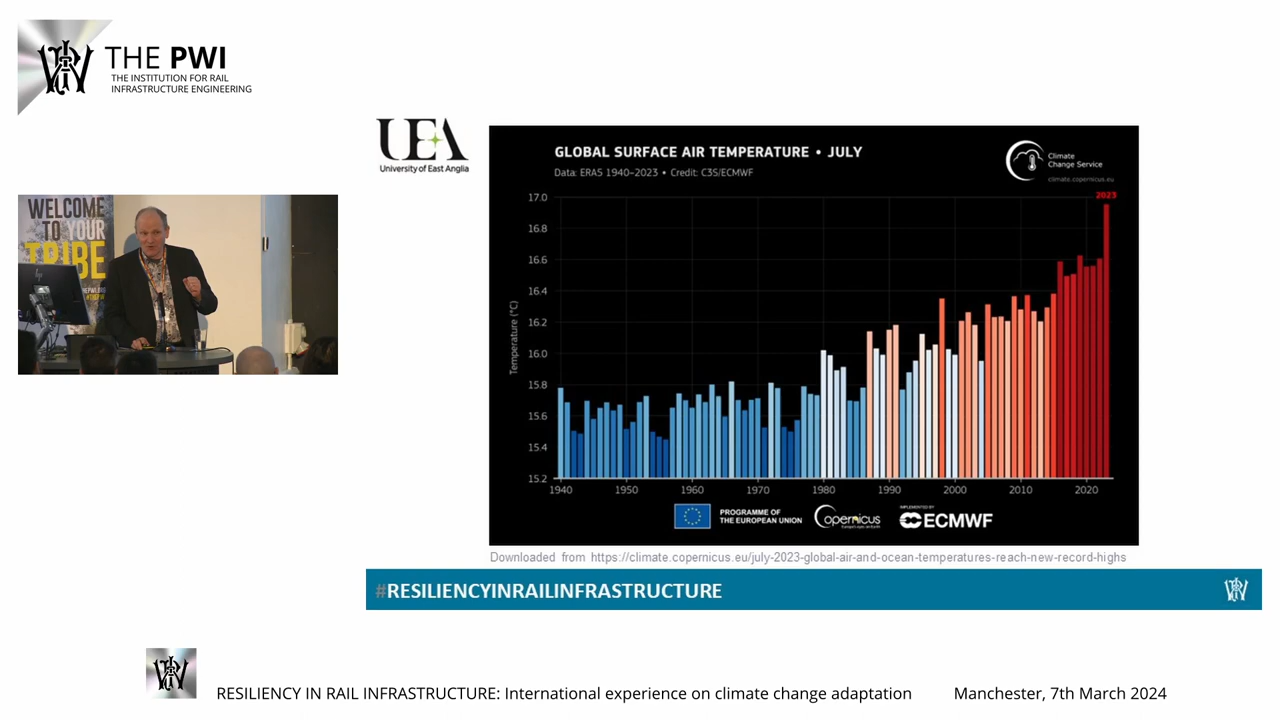 THE PWI
THE INSTITUTION FOR RAIL
INFRASTRUCTURE ENGINEERING
UEA
University of East Anglia
GLOBAL SURFACE AIR TEMPERATURE • JULY
Data: ERA5 1940–2023 • Credit: C3S/ECMWF
Climate
Change Service
climate.copernicus.eu
2023
Temperature (°C)
17.0
16.8
16.6
16.4
16.2
16.0
15.8
15.6
15.4
15.2
1940 1950 1960 1970 1980 1990 2000 2010 2020
PROGRAMME OF
THE EUROPEAN UNION
Copernicus
Europe's eyes on Earth
IMPLEMENTED BY
ECMWF
Downloaded from https://climate.copernicus.eu/july-2023-global-air-and-ocean-temperatures-reach-new-record-highs
WELCOME
TO YOUR
TRIBE
hp
#RESILIENCYINRAILINFRASTRUCTURE
RESILIENCY IN RAIL INFRASTRUCTURE: International experience on climate change adaptation Manchester, 7th March 2024